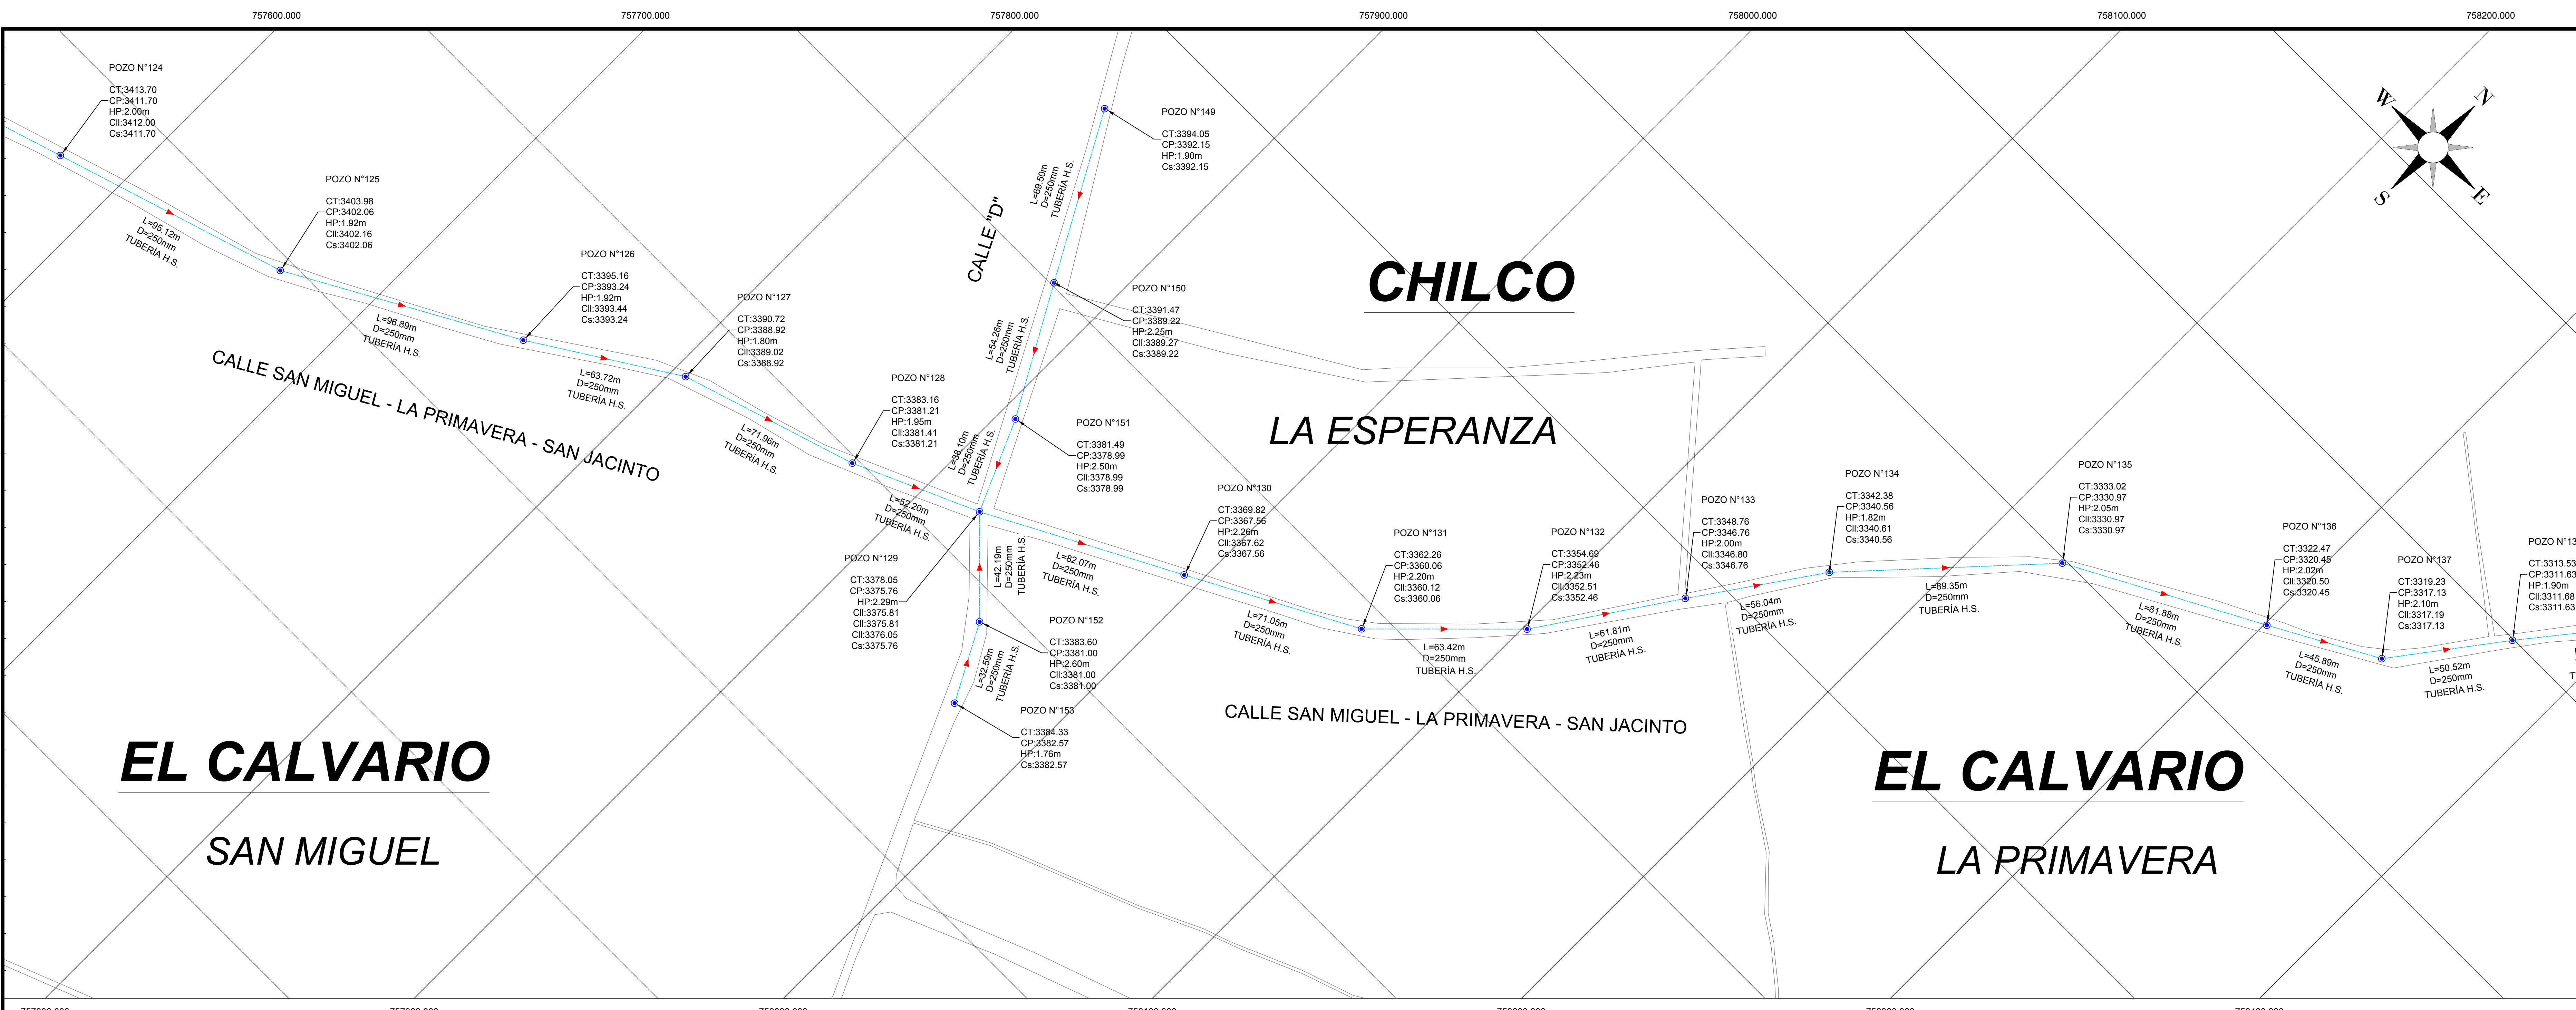 757600.000
757700.000
757800.000
757900.000
758000.000
758100.000
758200.000
POZO N°124
CT:3413.70
CP:3411.70
HP:2.00m
Cll:3412.00
Cs:3411.70
L=95.12m
D=250mm
TUBERÍA H.S.
POZO N°125
CT:3403.98
CP:3402.06
HP:1.92m
Cll:3402.16
Cs:3402.06
L=96.89m
D=250mm
TUBERÍA H.S.
POZO N°126
CT:3395.16
CP:3393.24
HP:1.92m
Cll:3393.44
Cs:3393.24
L=63.72m
D=250mm
TUBERÍA H.S.
POZO N°127
CT:3390.72
CP:3388.92
HP:1.80m
Cll:3389.02
Cs:3388.92
L=71.96m
D=250mm
TUBERÍA H.S.
POZO N°128
CT:3383.16
CP:3381.21
HP:1.95m
Cll:3381.41
Cs:3381.21
L=52.20m
D=250mm
TUBERÍA H.S.
CALLE SAN MIGUEL - LA PRIMAVERA - SAN JACINTO
CALLE "D"
POZO N°149
CT:3394.05
CP:3392.15
HP:1.90m
Cs:3392.15
L=69.50m
D=250mm
TUBERÍA H.S.
POZO N°150
CT:3391.47
CP:3389.22
HP:2.25m
Cll:3389.27
Cs:3389.22
L=54.26m
D=250mm
TUBERÍA H.S.
POZO N°151
CT:3381.49
CP:3378.99
HP:2.50m
Cll:3378.99
Cs:3378.99
L=38.10m
D=250mm
TUBERÍA H.S.
POZO N°129
CT:3378.05
CP:3375.76
HP:2.29m
Cll:3375.81
Cll:3375.81
Cll:3376.05
Cs:3375.76
L=42.19m
D=250mm
TUBERÍA H.S.
POZO N°152
CT:3383.60
CP:3381.00
HP:2.60m
Cll:3381.00
Cs:3381.00
L=32.59m
D=250mm
TUBERÍA H.S.
POZO N°153
CT:3384.33
CP:3382.57
HP:1.76m
Cs:3382.57
L=82.07m
D=250mm
TUBERÍA H.S.
POZO N°130
CT:3369.82
CP:3367.56
HP:2.26m
Cll:3367.62
Cs:3367.56
L=71.05m
D=250mm
TUBERÍA H.S.
POZO N°131
CT:3362.26
CP:3360.06
HP:2.20m
Cll:3360.12
Cs:3360.06
L=63.42m
D=250mm
TUBERÍA H.S.
POZO N°132
CT:3354.69
CP:3352.46
HP:2.23m
Cll:3352.51
Cs:3352.46
L=61.81m
D=250mm
TUBERÍA H.S.
POZO N°133
CT:3348.76
CP:3346.76
HP:2.00m
Cll:3346.80
Cs:3346.76
L=56.04m
D=250mm
TUBERÍA H.S.
POZO N°134
CT:3342.38
CP:3340.56
HP:1.82m
Cll:3340.61
Cs:3340.56
L=89.35m
D=250mm
TUBERÍA H.S.
POZO N°135
CT:3333.02
CP:3330.97
HP:2.05m
Cll:3330.97
Cs:3330.97
L=81.88m
D=250mm
TUBERÍA H.S.
POZO N°136
CT:3322.47
CP:3320.45
HP:2.02m
Cll:3320.50
Cs:3320.45
L=45.89m
D=250mm
TUBERÍA H.S.
POZO N°137
CT:3319.23
CP:3317.13
HP:2.10m
Cll:3317.19
Cs:3317.13
L=50.52m
D=250mm
TUBERÍA H.S.
POZO N°13
CT:3313.53
CP:3311.63
HP:1.90m
Cll:3311.68
Cs:3311.63
W
N
S
E
CHILCO
LA ESPERANZA
CALLE SAN MIGUEL - LA PRIMAVERA - SAN JACINTO
EL CALVARIO
SAN MIGUEL
EL CALVARIO
LA PRIMAVERA